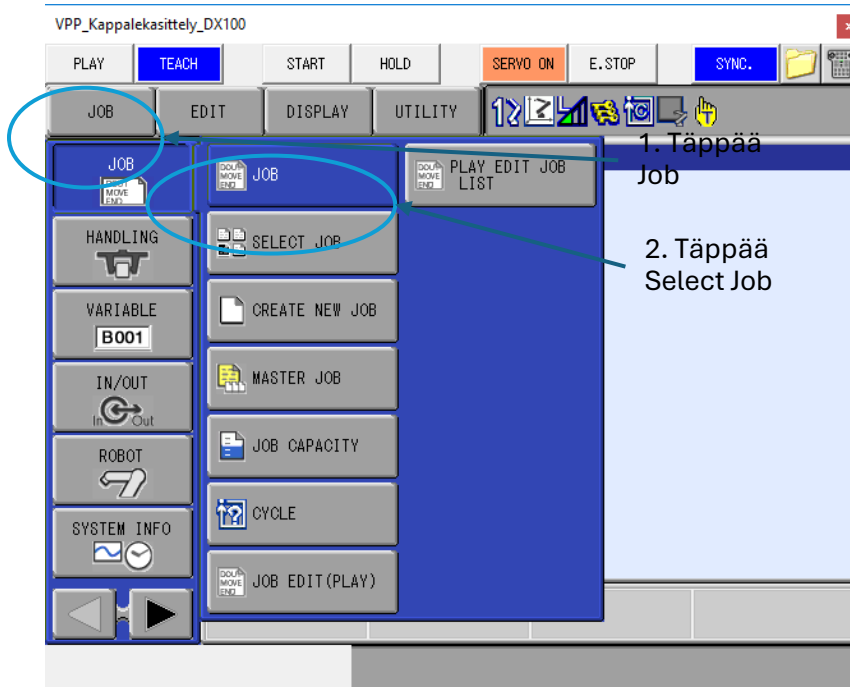 VPP_Kappalekasittely_DX100
PLAY TEACH START HOLD SERVO ON E.STOP SYNC.
JOB EDIT DISPLAY UTILITY
1. Täppää
Job
JOB
JOB
PLAY EDIT JOB
LIST
2. Täppää
Select Job
HANDLING
SELECT JOB
VARIABLE
B001
CREATE NEW JOB
IN/OUT
In Out
MASTER JOB
ROBOT
JOB CAPACITY
SYSTEM INFO
CYCLE
JOB EDIT(PLAY)